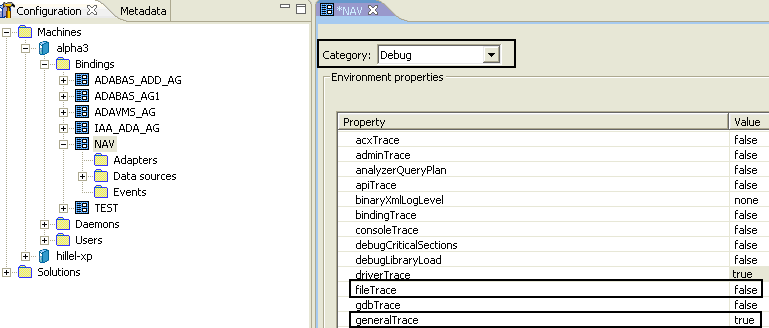 Configuration
Metadata
Machines
alpha3
Bindings
ADABAS_ADD_AG
ADABAS_AG1
ADAVMS_AG
IAA_ADA_AG
NAV
Adapters
Data sources
Events
TEST
Daemons
Users
hillel-xp
Solutions
*NAV
Category: Debug
Environment properties
Property Value
acxTrace false
adminTrace false
analyzerQueryPlan false
apiTrace false
binaryXmlLogLevel none
bindingTrace false
consoleTrace false
debugCriticalSections false
debugLibraryLoad false
driverTrace true
fileTrace false
gdbTrace false
generalTrace true